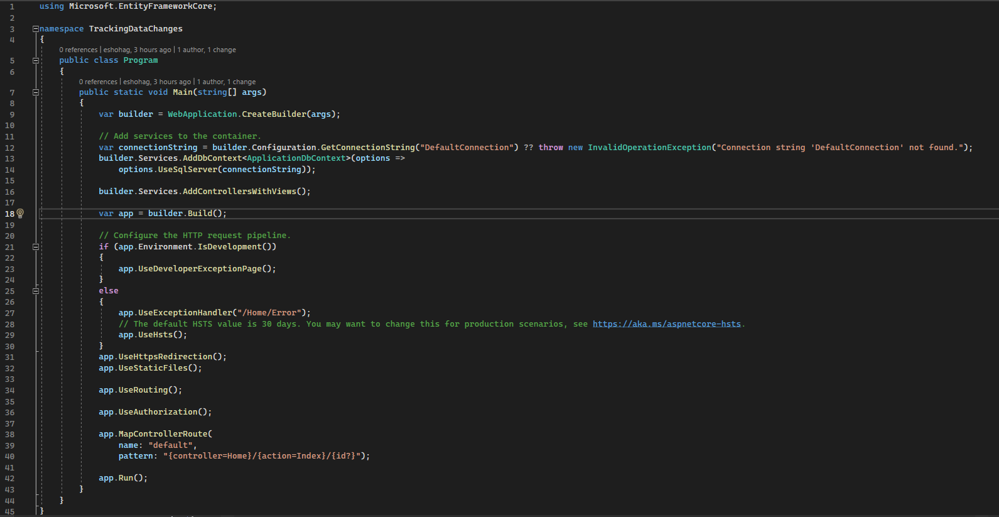 1 using Microsoft.EntityFrameworkCore;
2
3 namespace TrackingDataChanges
4 {
0 references | eshohag, 3 hours ago | 1 author, 1 change
5 public class Program
6 {
0 references | eshohag, 3 hours ago | 1 author, 1 change
7 public static void Main(string[] args)
8 {
9 var builder = WebApplication.CreateBuilder(args);
10
11 // Add services to the container.
12 var connectionString = builder.Configuration.GetConnectionString("DefaultConnection") ?? throw new InvalidOperationException("Connection string 'DefaultConnection' not found.");
13 builder.Services.AddDbContext<ApplicationDbContext>(options =>
14 options.UseSqlServer(connectionString));
15
16 builder.Services.AddControllersWithViews();
17
18 var app = builder.Build();
19
20 // Configure the HTTP request pipeline.
21 if (app.Environment.IsDevelopment())
22 {
23 app.UseDeveloperExceptionPage();
24 }
25 else
26 {
27 app.UseExceptionHandler("/Home/Error");
28 // The default HSTS value is 30 days. You may want to change this for production scenarios, see https://aka.ms/aspnetcore-hsts.
29 app.UseHsts();
30 }
31 app.UseHttpsRedirection();
32 app.UseStaticFiles();
33
34 app.UseRouting();
35
36 app.UseAuthorization();
37
38 app.MapControllerRoute(
39 name: "default",
40 pattern: "{controller=Home}/{action=Index}/{id?}");
41
42 app.Run();
43 }
44 }
45 }